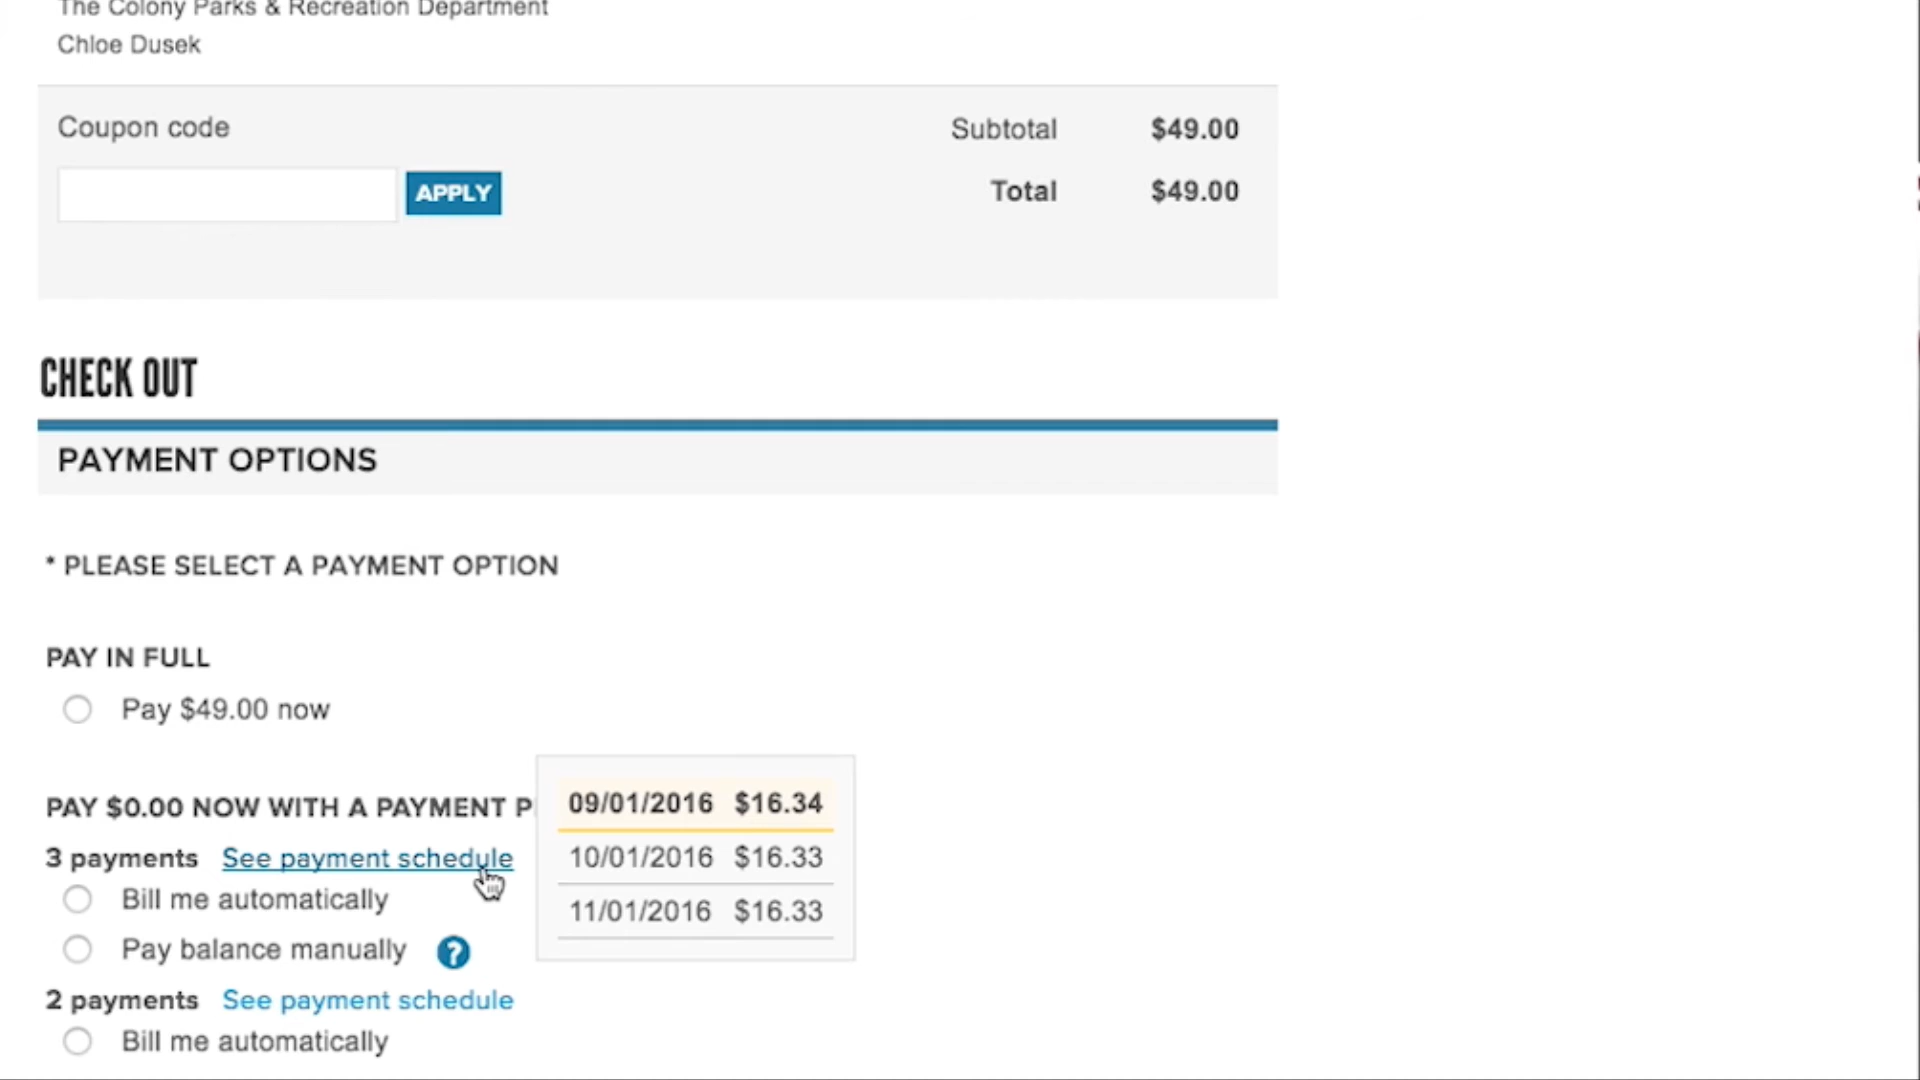 The Colony Parks & Recreation Department
Chloe Dusek
Coupon code
Subtotal $49.00
APPLY
Total $49.00
CHECK OUT
PAYMENT OPTIONS
* PLEASE SELECT A PAYMENT OPTION
PAY IN FULL
Pay $49.00 now
PAY $0.00 NOW WITH A PAYMENT P
09/01/2016 $16.34
3 payments See payment schedule
10/01/2016 $16.33
Bill me automatically
11/01/2016 $16.33
Pay balance manually ?
2 payments See payment schedule
Bill me automatically